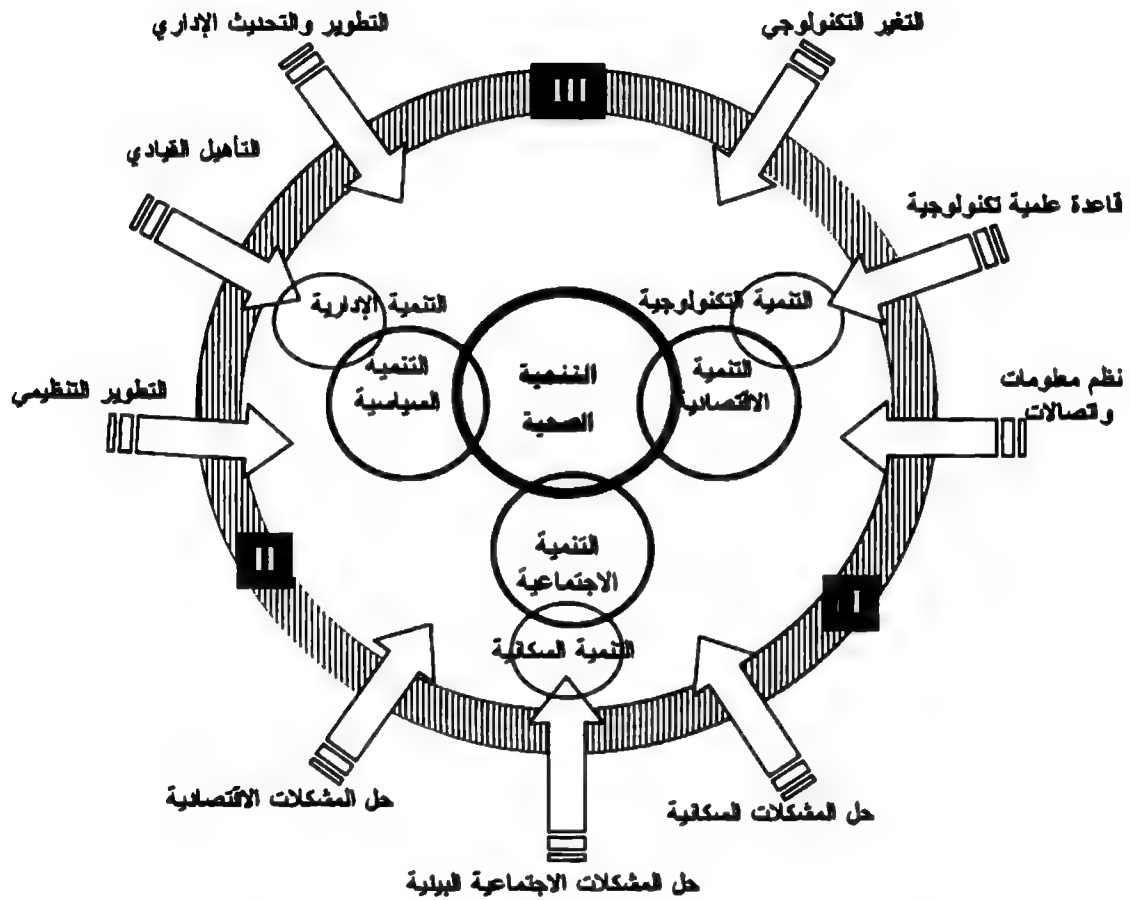 التغير التكنولوجي
التطوير والتحديث الإداري
III
التأهيل القيادي
قاعدة علمية تكنولوجية
التنمية التكنولوجية
التنمية الإدارية
التنمية
الاقتصادية
التنمية
الصحية
التنمية
السياسية
نظم معلومات
واتصالات
التطوير التنظيمي
التنمية
الاجتماعية
II
I
التنمية السكانية
حل المشكلات الاقتصادية
حل المشكلات السكانية
حل المشكلات الاجتماعية البيئية